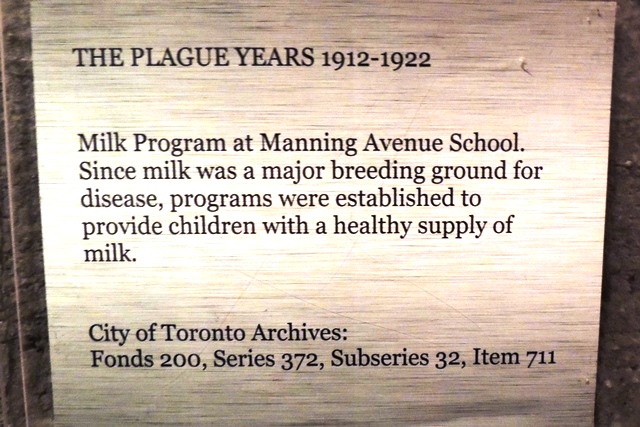 THE PLAGUE YEARS 1912-1922
Milk Program at Manning Avenue School.
Since milk was a major breeding ground for
disease, programs were established to
provide children with a healthy supply of
milk.
City of Toronto Archives:
Fonds 200, Series 372, Subseries 32, Item 711